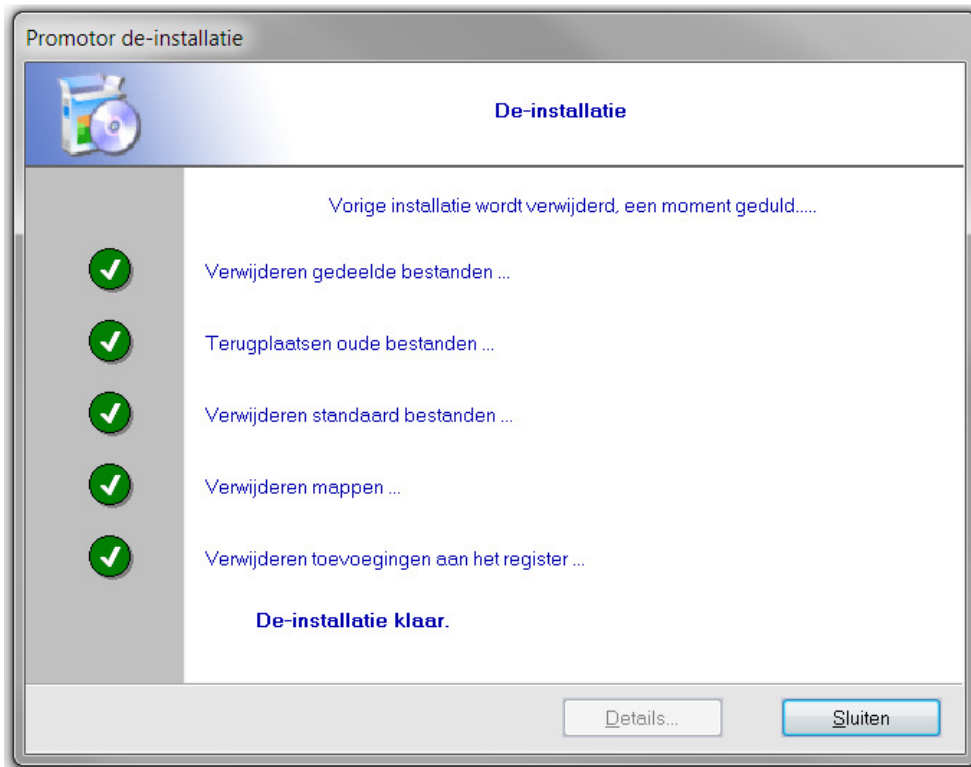 Promotor de-installatie
De-installatie
Vorige installatie wordt verwijderd, een moment geduld.....
Verwijderen gedeelde bestanden ...
Terugplaatsen oude bestanden ...
Verwijderen standaard bestanden ...
Verwijderen mappen ...
Verwijderen toevoegingen aan het register ...
De-installatie klaar.
Details...
Sluiten